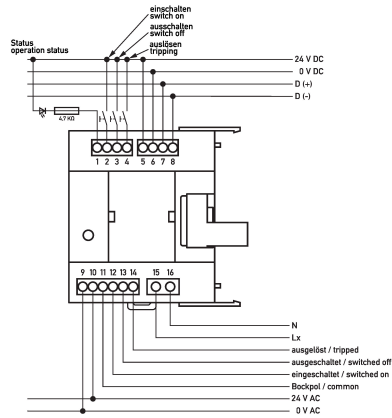 einschalten
switch on
ausschalten
switch off
auslösen
tripping
Status
operation status
24 V DC
0 V DC
D (+)
D (-)
4,7 KΩ
1 2 3 4 5 6 7 8
9 10 11 12 13 14 15 16
N
Lx
ausgelöst / tripped
ausgeschaltet / switched off
eingeschaltet / switched on
Bockpol / common
24 V AC
0 V AC